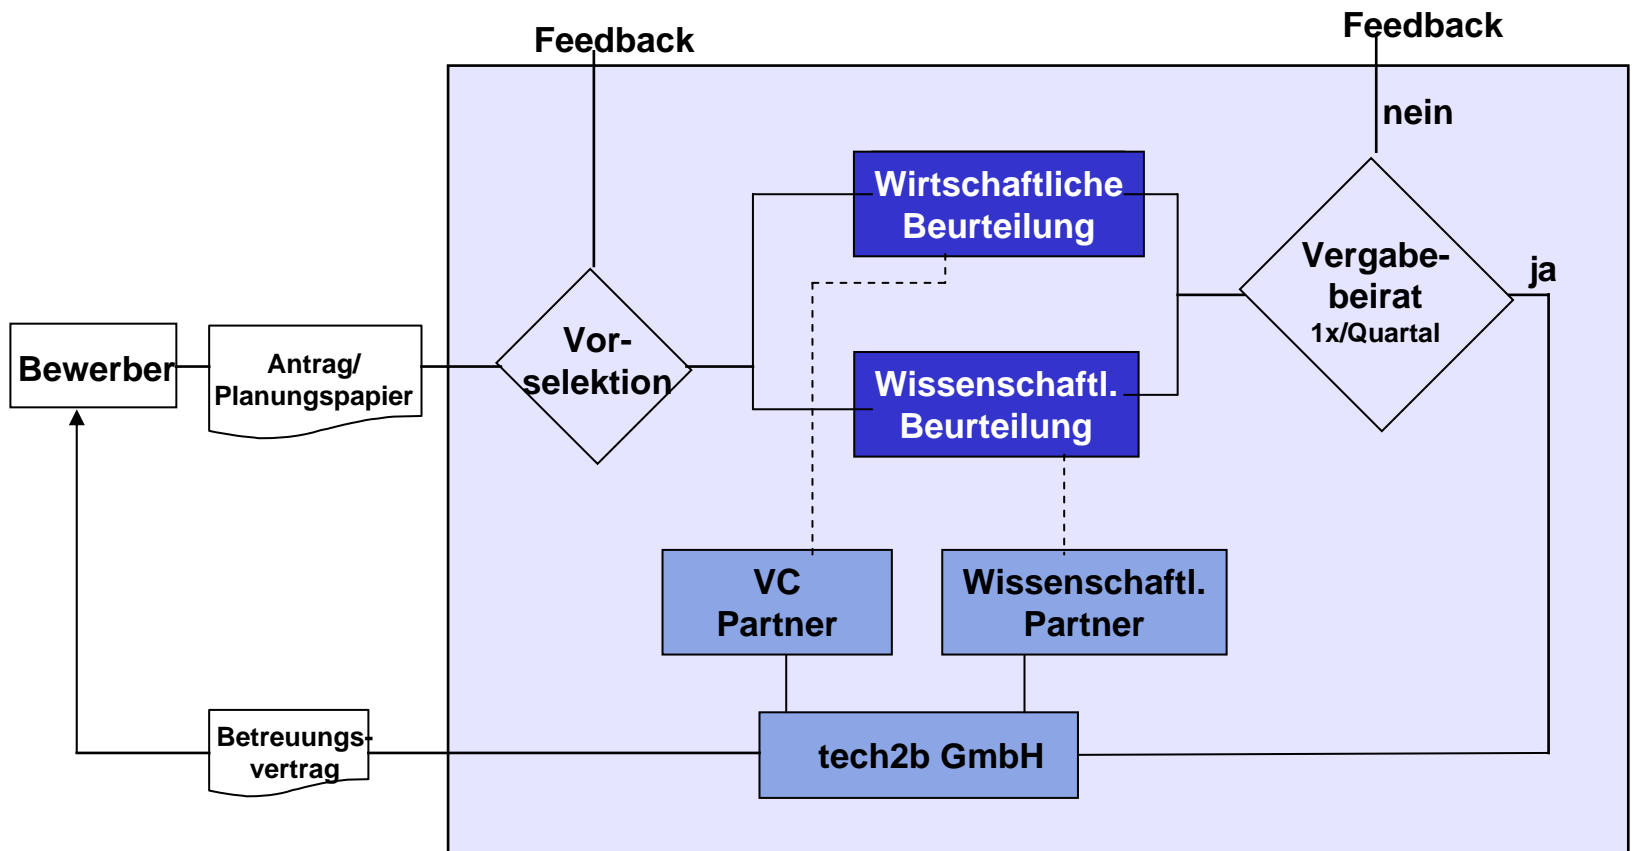 Feedback
Feedback
nein
Wirtschaftliche
Beurteilung
Vergabe-
beirat
1x/Quartal
ja
Bewerber
Antrag/
Planungspapier
Vor-
selektion
Wissenschaftl.
Beurteilung
VC
Partner
Wissenschaftl.
Partner
Betreuungs-
vertrag
tech2b GmbH